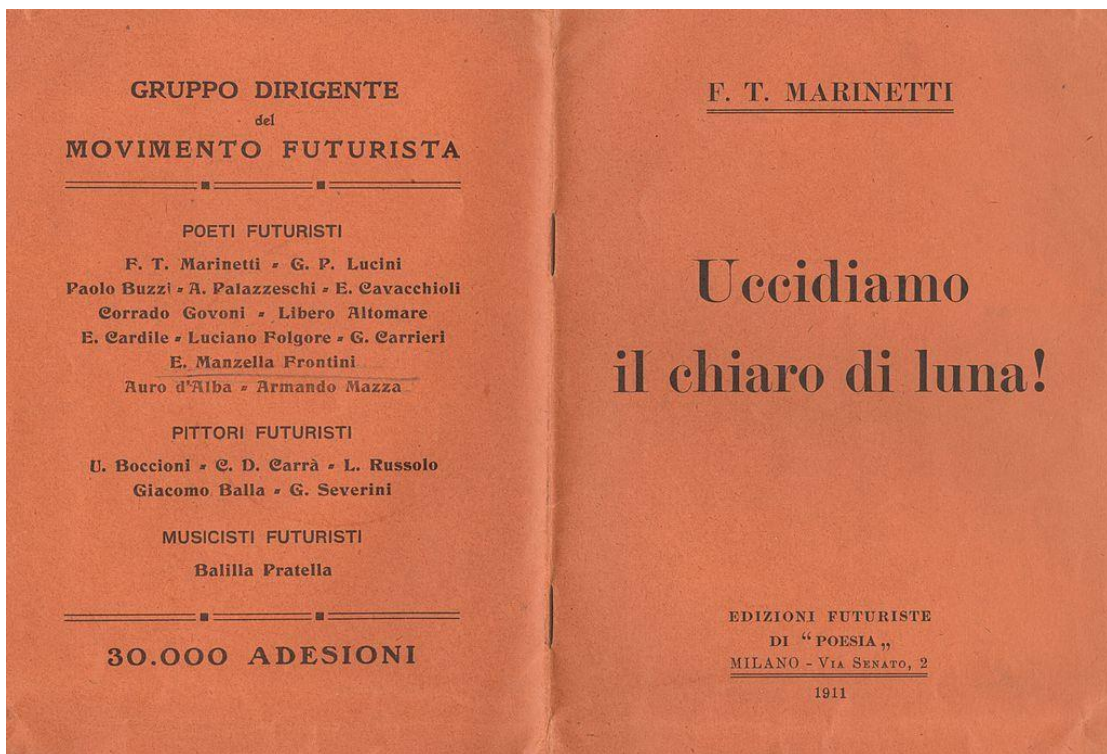 GRUPPO DIRIGENTE
del
MOVIMENTO FUTURISTA
POETI FUTURISTI
F. T. Marinetti - G. P. Lucini
Paolo Buzzi - A. Palazzeschi - E. Cavacchioli
Corrado Govoni - Libero Altomare
E. Cardile - Luciano Folgore - G. Carrieri
E. Manzella Frontini
Auro d'Alba - Armando Mazza
PITTORI FUTURISTI
U. Boccioni - C. D. Carrà - L. Russolo
Giacomo Balla - G. Severini
MUSICISTI FUTURISTI
Balilla Pratella
30.000 ADESIONI
F. T. MARINETTI
Uccidiamo
il chiaro di luna!
EDIZIONI FUTURISTE
DI “ POESIA „
MILANO - VIA SENATO, 2
1911